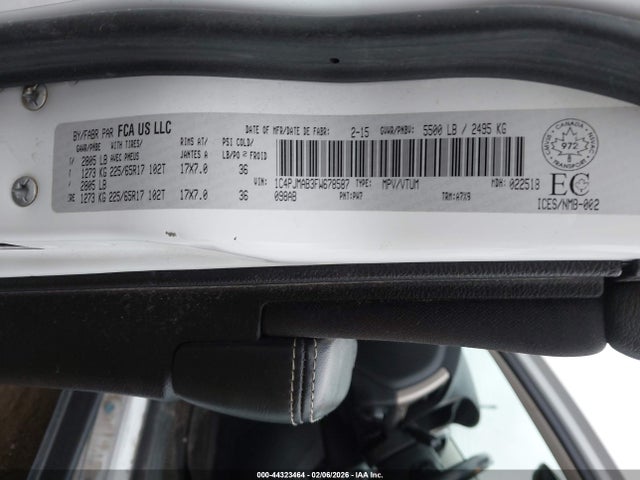 BY/FABR PAR FCA US LLC
DATE OF MFR/DATE DE FABR: 2-15 GVWR/PNBV: 5500 LB / 2495 KG
GAWR/PNBE WITH TIRES/ RIMS AT/ PSI COLD
AVEC PNEUS JANTES A LB/PO² FROID
2805 LB
1273 KG 225/65R17 102T 17X7.0 36
2805 LB
RRE 1273 KG 225/65R17 102T 17X7.0 36
VIN: 1C4PJMAB3FW678587 TYPE: MPV/VTUM MDH: 022518
098AB PNT: PW7 TRM: A7X9
CANADA
972
EC
ICES/NMB-002
000-44323464 | 02/06/2026 - IAA Inc.